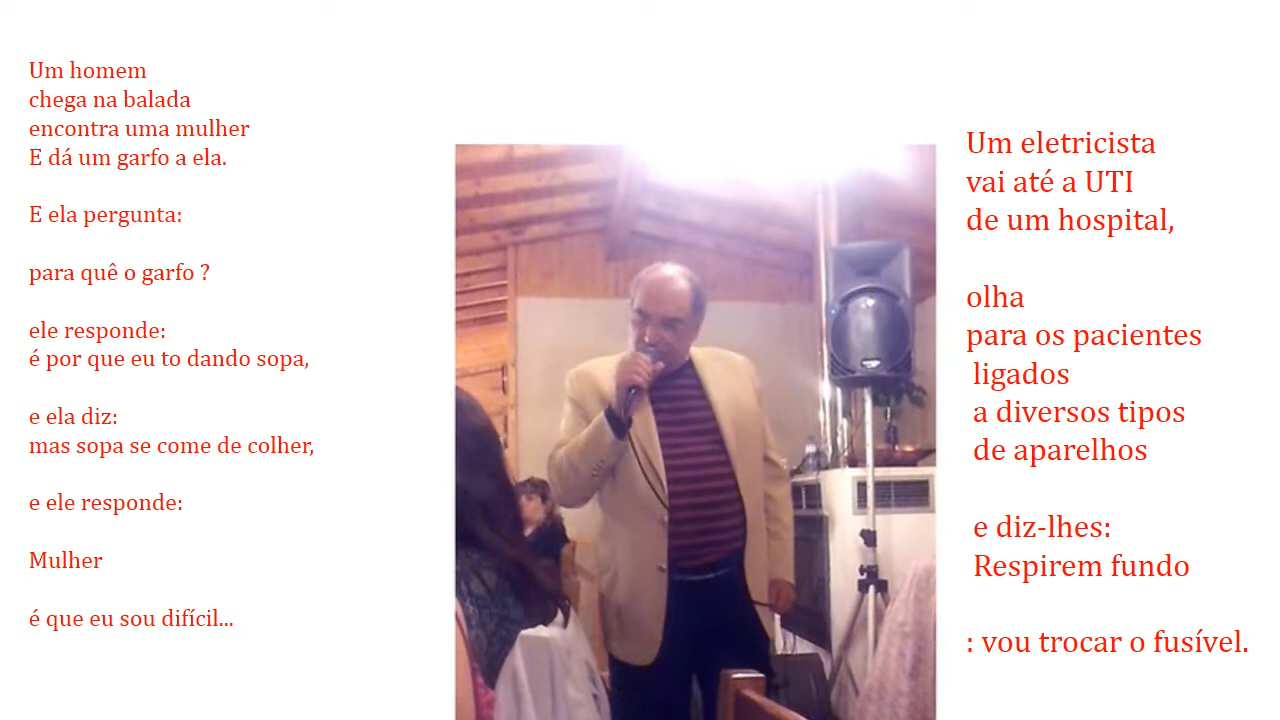 Um homem
chega na balada
encontra uma mulher
E dá um garfo a ela.
E ela pergunta:
para quê o garfo ?
ele responde:
é por que eu to dando sopa,
e ela diz:
mas sopa se come de colher,
e ele responde:
Mulher
é que eu sou difícil...
Um eletricista
vai até a UTI
de um hospital,
olha
para os pacientes
ligados
a diversos tipos
de aparelhos
e diz-lhes:
Respirem fundo
: vou trocar o fusível.